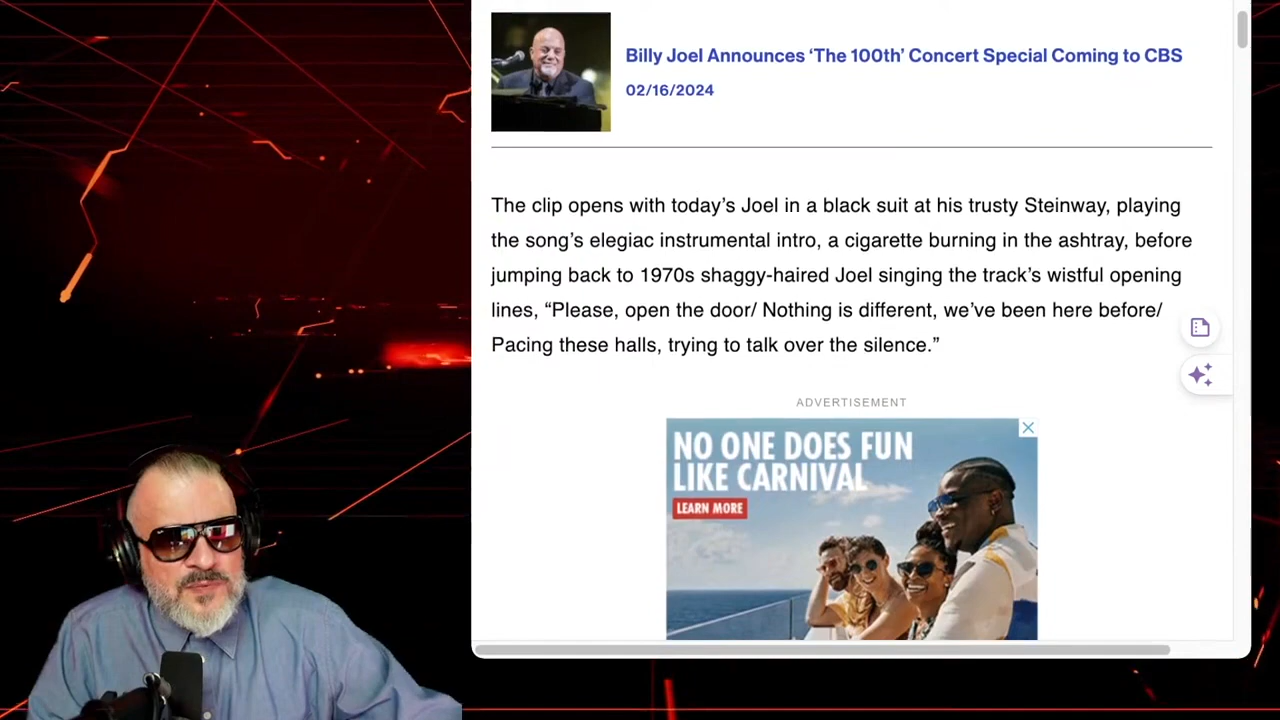 Billy Joel Announces ‘The 100th’ Concert Special Coming to CBS
02/16/2024
The clip opens with today’s Joel in a black suit at his trusty Steinway, playing
the song’s elegiac instrumental intro, a cigarette burning in the ashtray, before
jumping back to 1970s shaggy-haired Joel singing the track’s wistful opening
lines, “Please, open the door/ Nothing is different, we’ve been here before/
Pacing these halls, trying to talk over the silence.”
ADVERTISEMENT
NO ONE DOES FUN
LIKE CARNIVAL
LEARN MORE